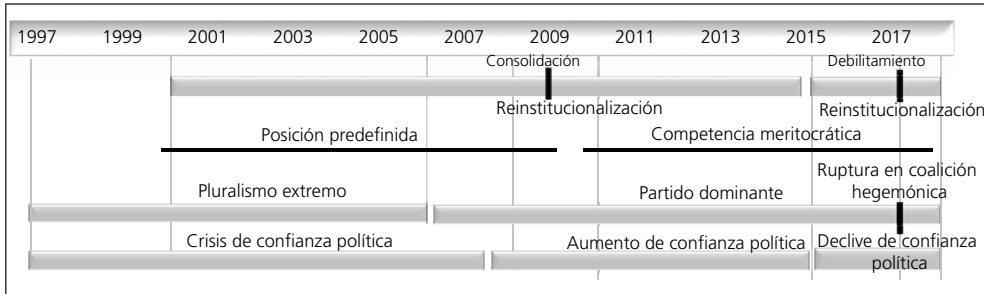 1997 1999 2001 2003 2005 2007 2009 2011 2013 2015 2017
Consolidación Debilitamiento
Reinstitucionalización Reinstitucionalización
Posición predefinida Competencia meritocrática
Pluralismo extremo Partido dominante Ruptura en coalición
hegemónica
Crisis de confianza política Aumento de confianza política Declive de confianza
política